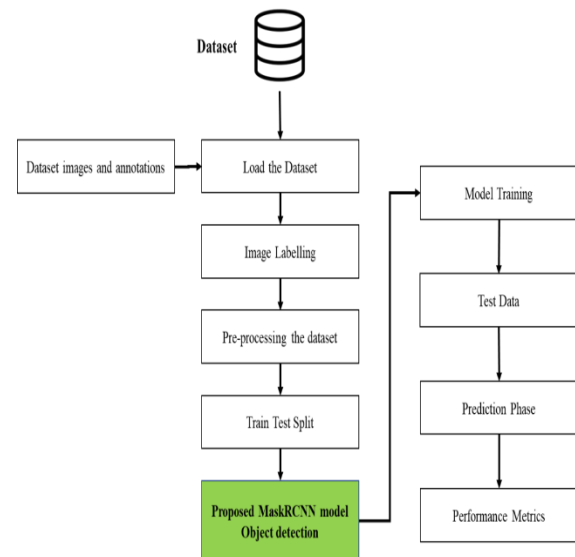 Dataset
Dataset images and annotations
Load the Dataset
Image Labelling
Pre-processing the dataset
Train Test Split
Proposed MaskRCNN model
Object detection
Model Training
Test Data
Prediction Phase
Performance Metrics